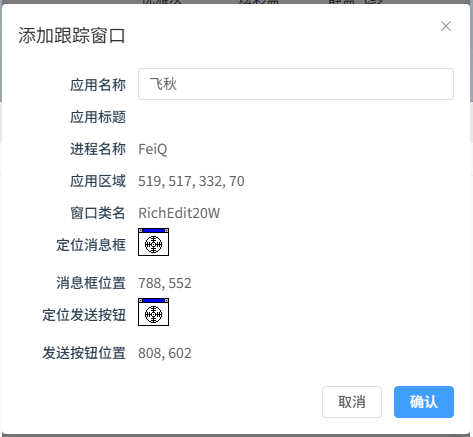 添加跟踪窗口
应用名称 飞秋
应用标题
进程名称 FeiQ
应用区域 519, 517, 332, 70
窗口类名 RichEdit20W
定位消息框
消息框位置 788, 552
定位发送按钮
发送按钮位置 808, 602
取消 确认